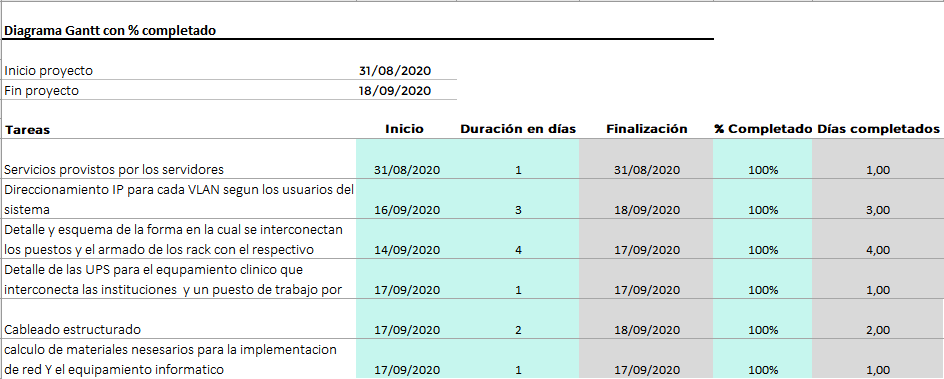 Diagrama Gantt con % completado
Inicio proyecto 31/08/2020
Fin proyecto 18/09/2020
Tareas Inicio Duración en días Finalización % Completado Días completados
Servicios provistos por los servidores 31/08/2020 1 31/08/2020 100% 1,00
Direccionamiento IP para cada VLAN segun los usuarios del
sistema 16/09/2020 3 18/09/2020 100% 3,00
Detalle y esquema de la forma en la cual se interconectan
los puestos y el armado de los rack con el respectivo 14/09/2020 4 17/09/2020 100% 4,00
Detalle de las UPS para el equpamiento clinico que
interconecta las instituciones y un puesto de trabajo por 17/09/2020 1 17/09/2020 100% 1,00
Cableado estructurado 17/09/2020 2 18/09/2020 100% 2,00
calculo de materiales nesesarios para la implementacion
de red Y el equipamiento informatico 17/09/2020 1 17/09/2020 100% 1,00